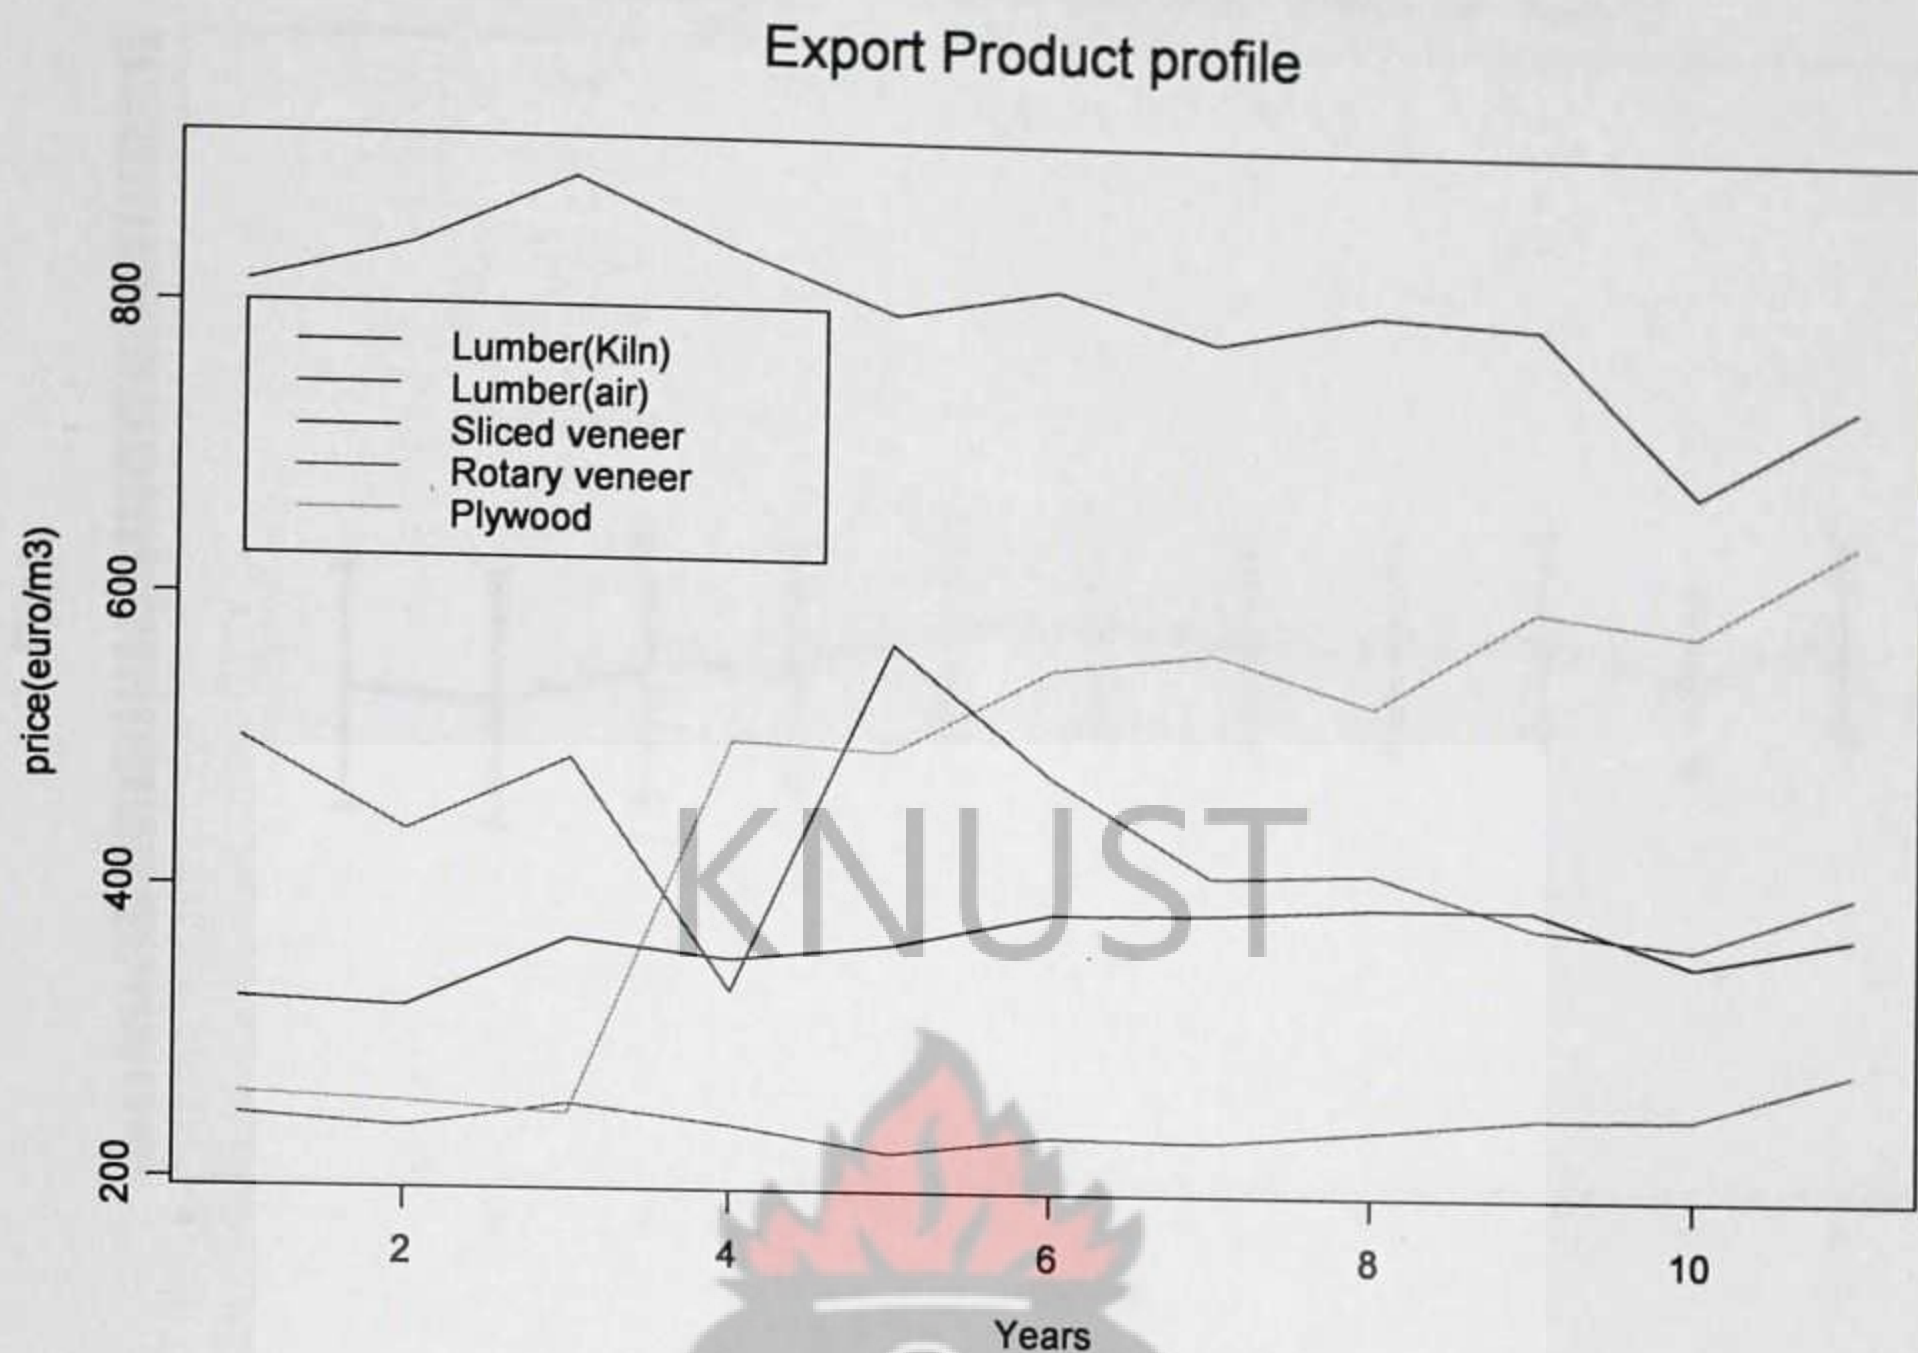 Export Product profile
800
600
400
200
price(euro/m3)
Lumber(Kiln)
Lumber(air)
Sliced veneer
Rotary veneer
Plywood
KNUST
2 4 6 8 10
Years